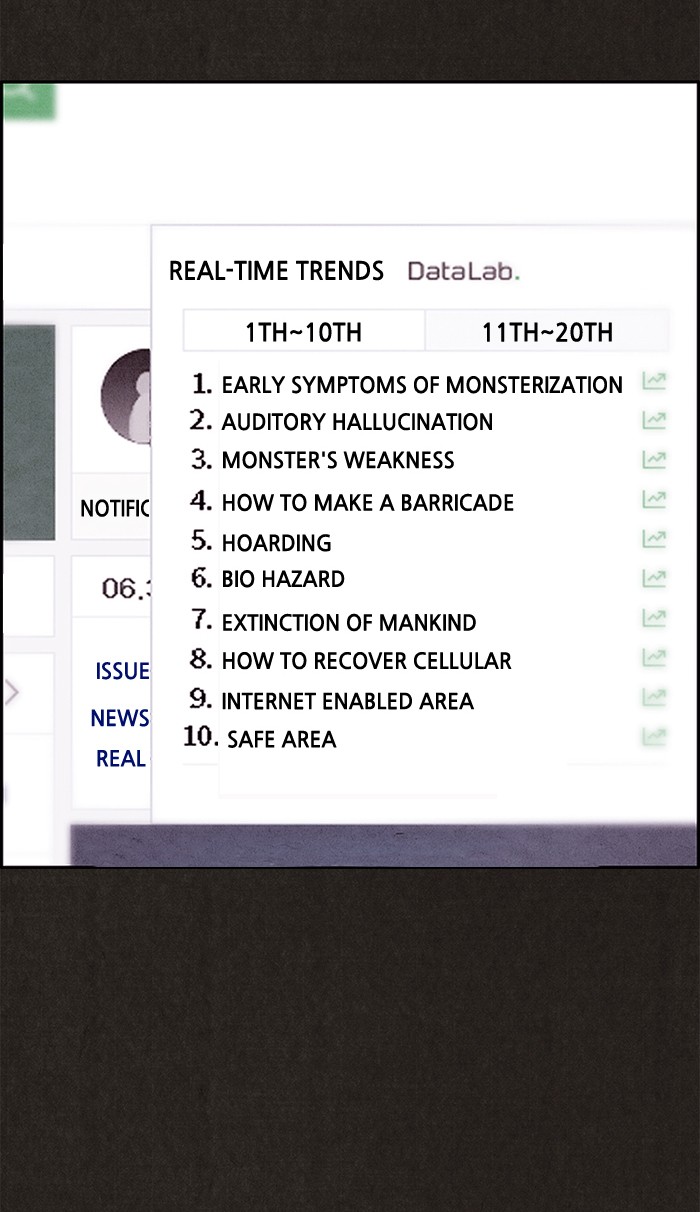 REAL-TIME TRENDS DataLab.
1TH~10TH 11TH~20TH
1. EARLY SYMPTOMS OF MONSTERIZATION
2. AUDITORY HALLUCINATION
3. MONSTER'S WEAKNESS
4. HOW TO MAKE A BARRICADE
5. HOARDING
6. BIO HAZARD
7. EXTINCTION OF MANKIND
8. HOW TO RECOVER CELLULAR
9. INTERNET ENABLED AREA
10. SAFE AREA
NOTIFIC
06.
ISSUE
NEWS
REAL